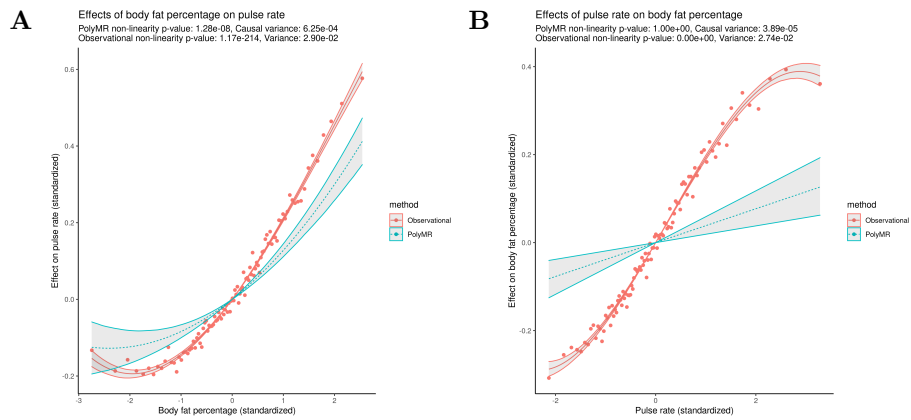 A
Effects of body fat percentage on pulse rate
PolyMR non-linearity p-value: 1.28e-08, Causal variance: 6.25e-04
Observational non-linearity p-value: 1.17e-214, Variance: 2.90e-02
0.6
0.4
0.2
0.0
-0.2
Effect on pulse rate (standardized)
-3
-2
-1
0
1
2
Body fat percentage (standardized)
method
Observational
PolyMR
B
Effects of pulse rate on body fat percentage
PolyMR non-linearity p-value: 1.00e+00, Causal variance: 3.89e-05
Observational non-linearity p-value: 0.00e+00, Variance: 2.74e-02
0.4
0.2
0.0
-0.2
Effect on body fat percentage (standardized)
-2
0
2
Pulse rate (standardized)
method
Observational
PolyMR